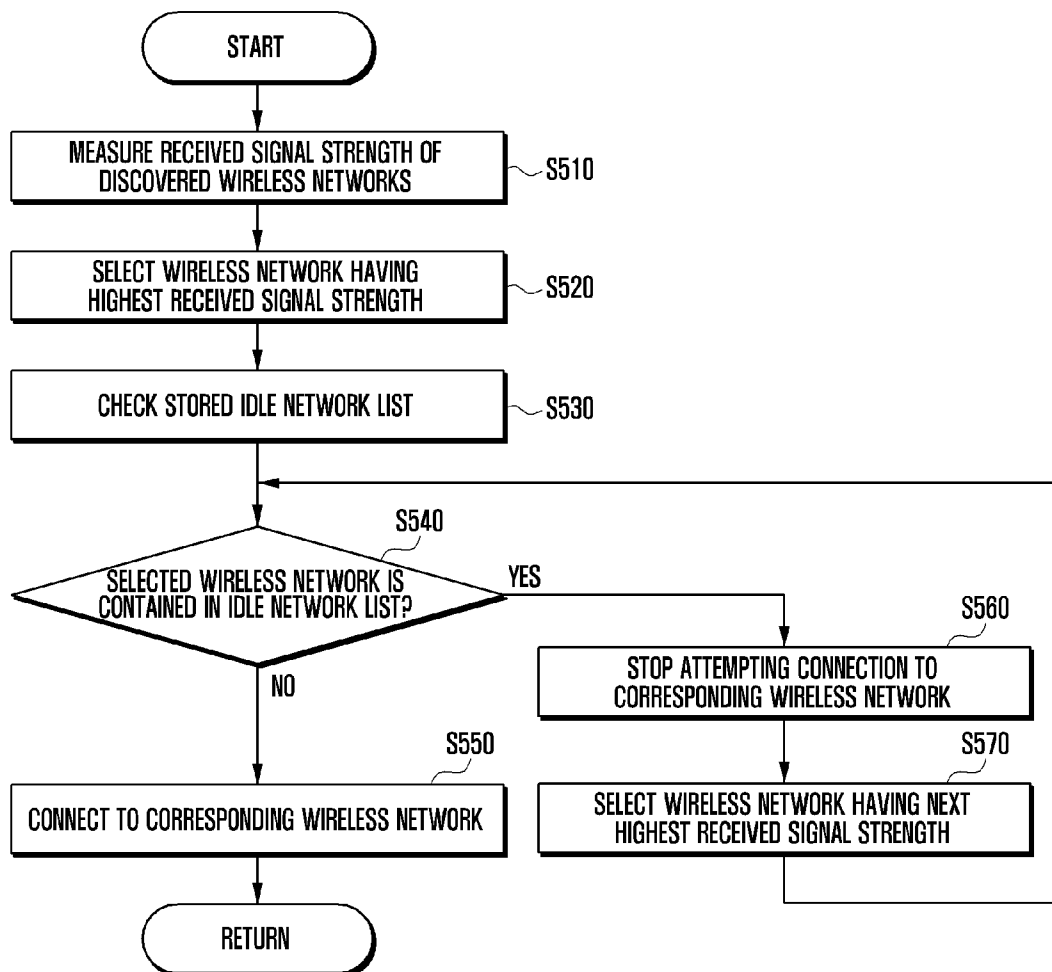 START
MEASURE RECEIVED SIGNAL STRENGTH OF
DISCOVERED WIRELESS NETWORKS
S510
SELECT WIRELESS NETWORK HAVING
HIGHEST RECEIVED SIGNAL STRENGTH
S520
CHECK STORED IDLE NETWORK LIST
S530
S540
SELECTED WIRELESS NETWORK IS
CONTAINED IN IDLE NETWORK LIST?
YES
NO
S560
STOP ATTEMPTING CONNECTION TO
CORRESPONDING WIRELESS NETWORK
S570
SELECT WIRELESS NETWORK HAVING NEXT
HIGHEST RECEIVED SIGNAL STRENGTH
S550
CONNECT TO CORRESPONDING WIRELESS NETWORK
RETURN